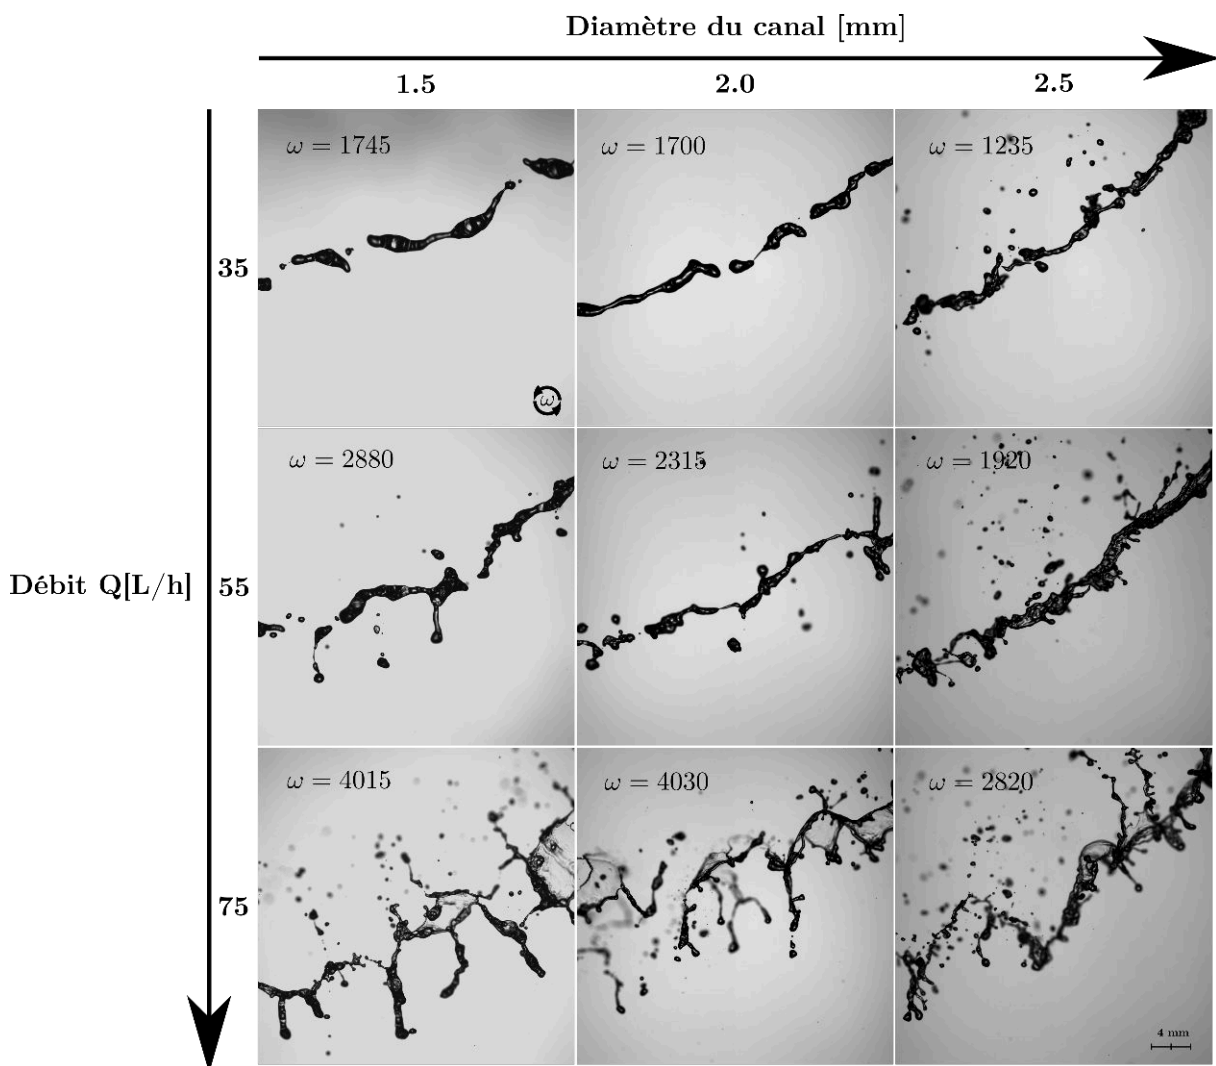 Diamètre du canal [mm]
1.5 2.0 2.5
ω = 1745 ω = 1700 ω = 1235
35
ω
ω = 2880 ω = 2315 ω = 1920
Débit Q[L/h] 55
ω = 4015 ω = 4030 ω = 2820
75
4 mm